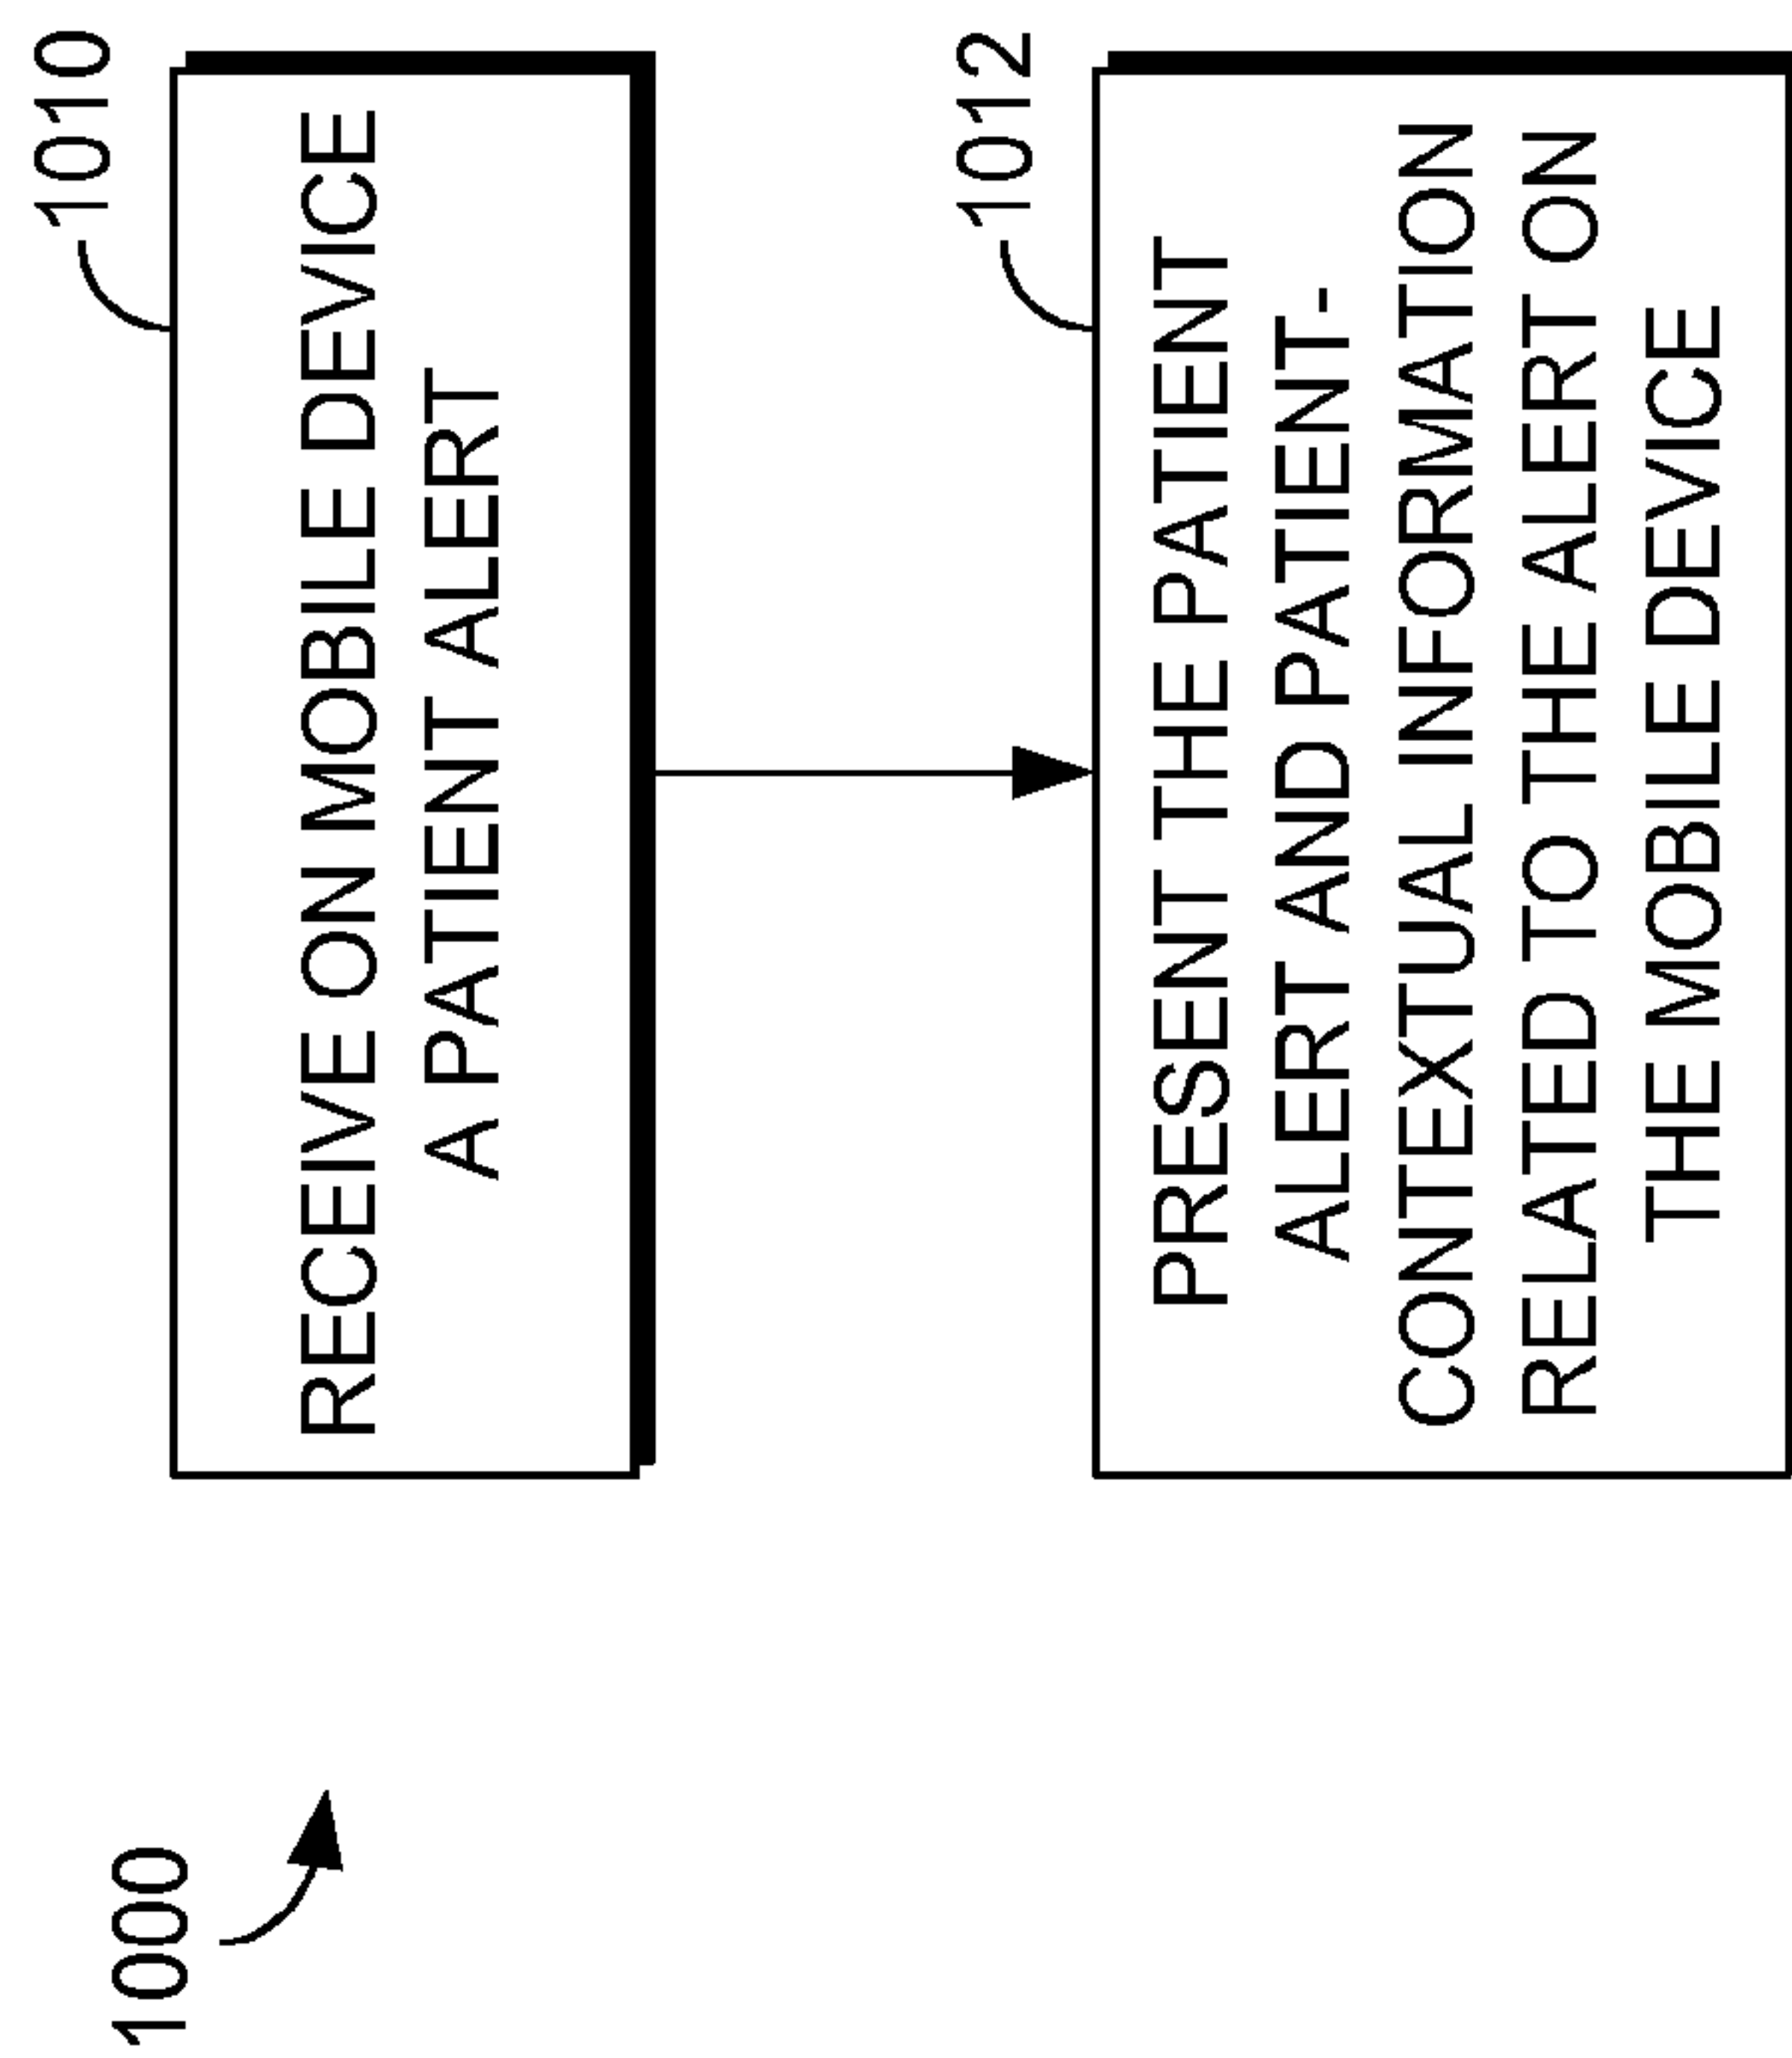 1000
1010
RECEIVE ON MOBILE DEVICE
A PATIENT ALERT
1012
PRESENT THE PATIENT
ALERT AND PATIENT-
CONTEXTUAL INFORMATION
RELATED TO THE ALERT ON
THE MOBILE DEVICE